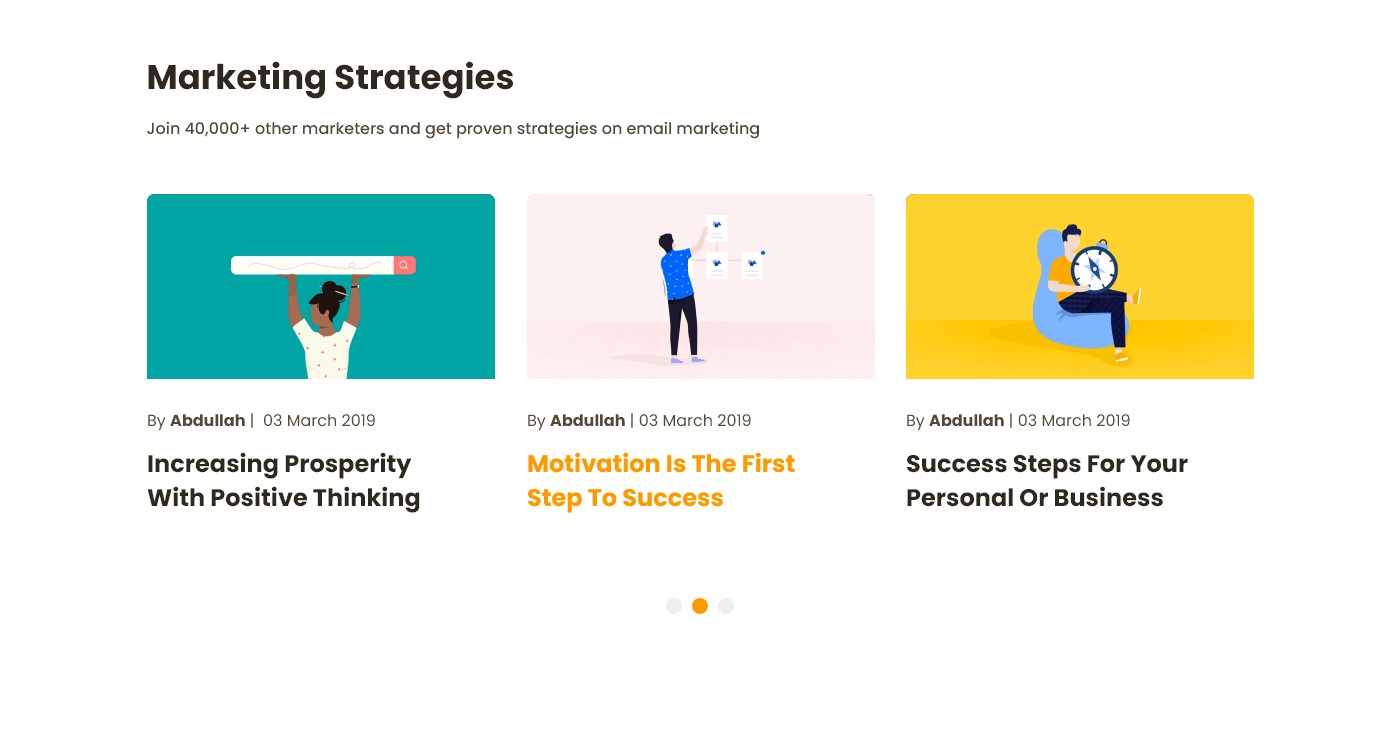 Marketing Strategies
Join 40,000+ other marketers and get proven strategies on email marketing
By Abdullah | 03 March 2019
Increasing Prosperity
With Positive Thinking
By Abdullah | 03 March 2019
Motivation Is The First
Step To Success
By Abdullah | 03 March 2019
Success Steps For Your
Personal Or Business